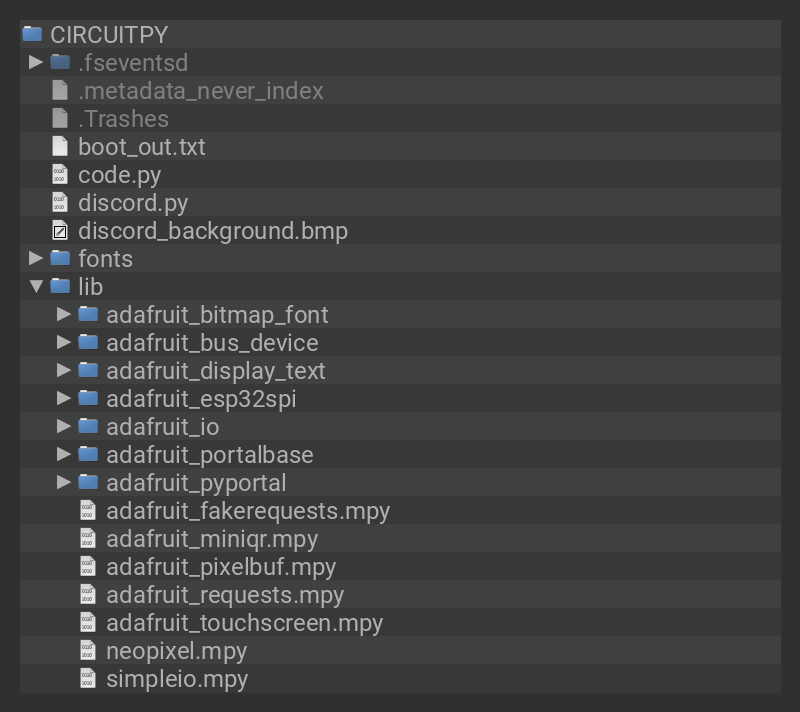 CIRCUITPY
.fseventsd
.metadata_never_index
.Trashes
boot_out.txt
code.py
discord.py
discord_background.bmp
fonts
lib
adafruit_bitmap_font
adafruit_bus_device
adafruit_display_text
adafruit_esp32spi
adafruit_io
adafruit_portalbase
adafruit_pyportal
adafruit_fakerequests.mpy
adafruit_miniqr.mpy
adafruit_pixelbuf.mpy
adafruit_requests.mpy
adafruit_touchscreen.mpy
neopixel.mpy
simpleio.mpy